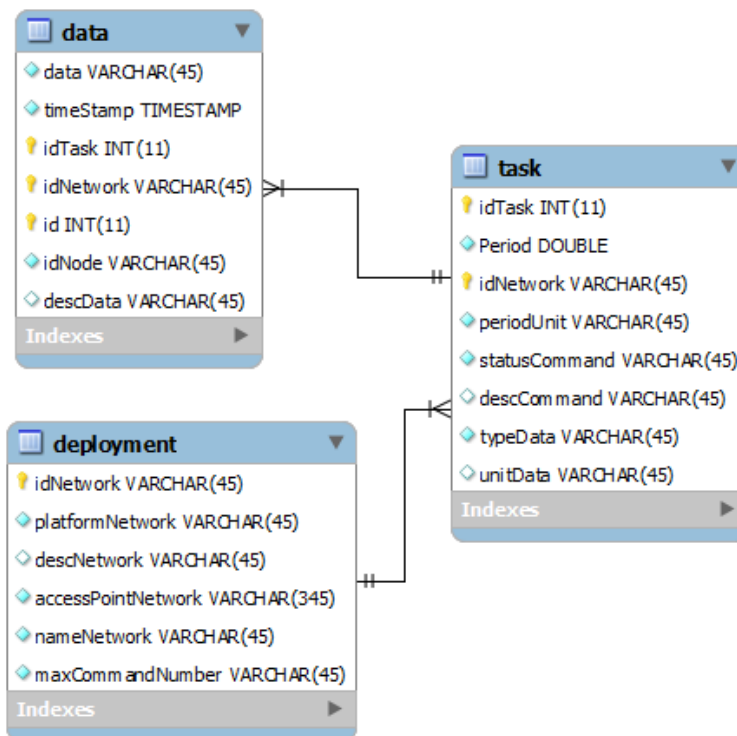 data
data VARCHAR(45)
timeStamp TIMESTAMP
idTask INT(11)
idNetwork VARCHAR(45)
id INT(11)
idNode VARCHAR(45)
descData VARCHAR(45)
Indexes
task
idTask INT(11)
Period DOUBLE
idNetwork VARCHAR(45)
periodUnit VARCHAR(45)
statusCommand VARCHAR(45)
descCommand VARCHAR(45)
typeData VARCHAR(45)
unitData VARCHAR(45)
Indexes
deployment
idNetwork VARCHAR(45)
platformNetwork VARCHAR(45)
descNetwork VARCHAR(45)
accessPointNetwork VARCHAR(345)
nameNetwork VARCHAR(45)
maxCommandNumber VARCHAR(45)
Indexes